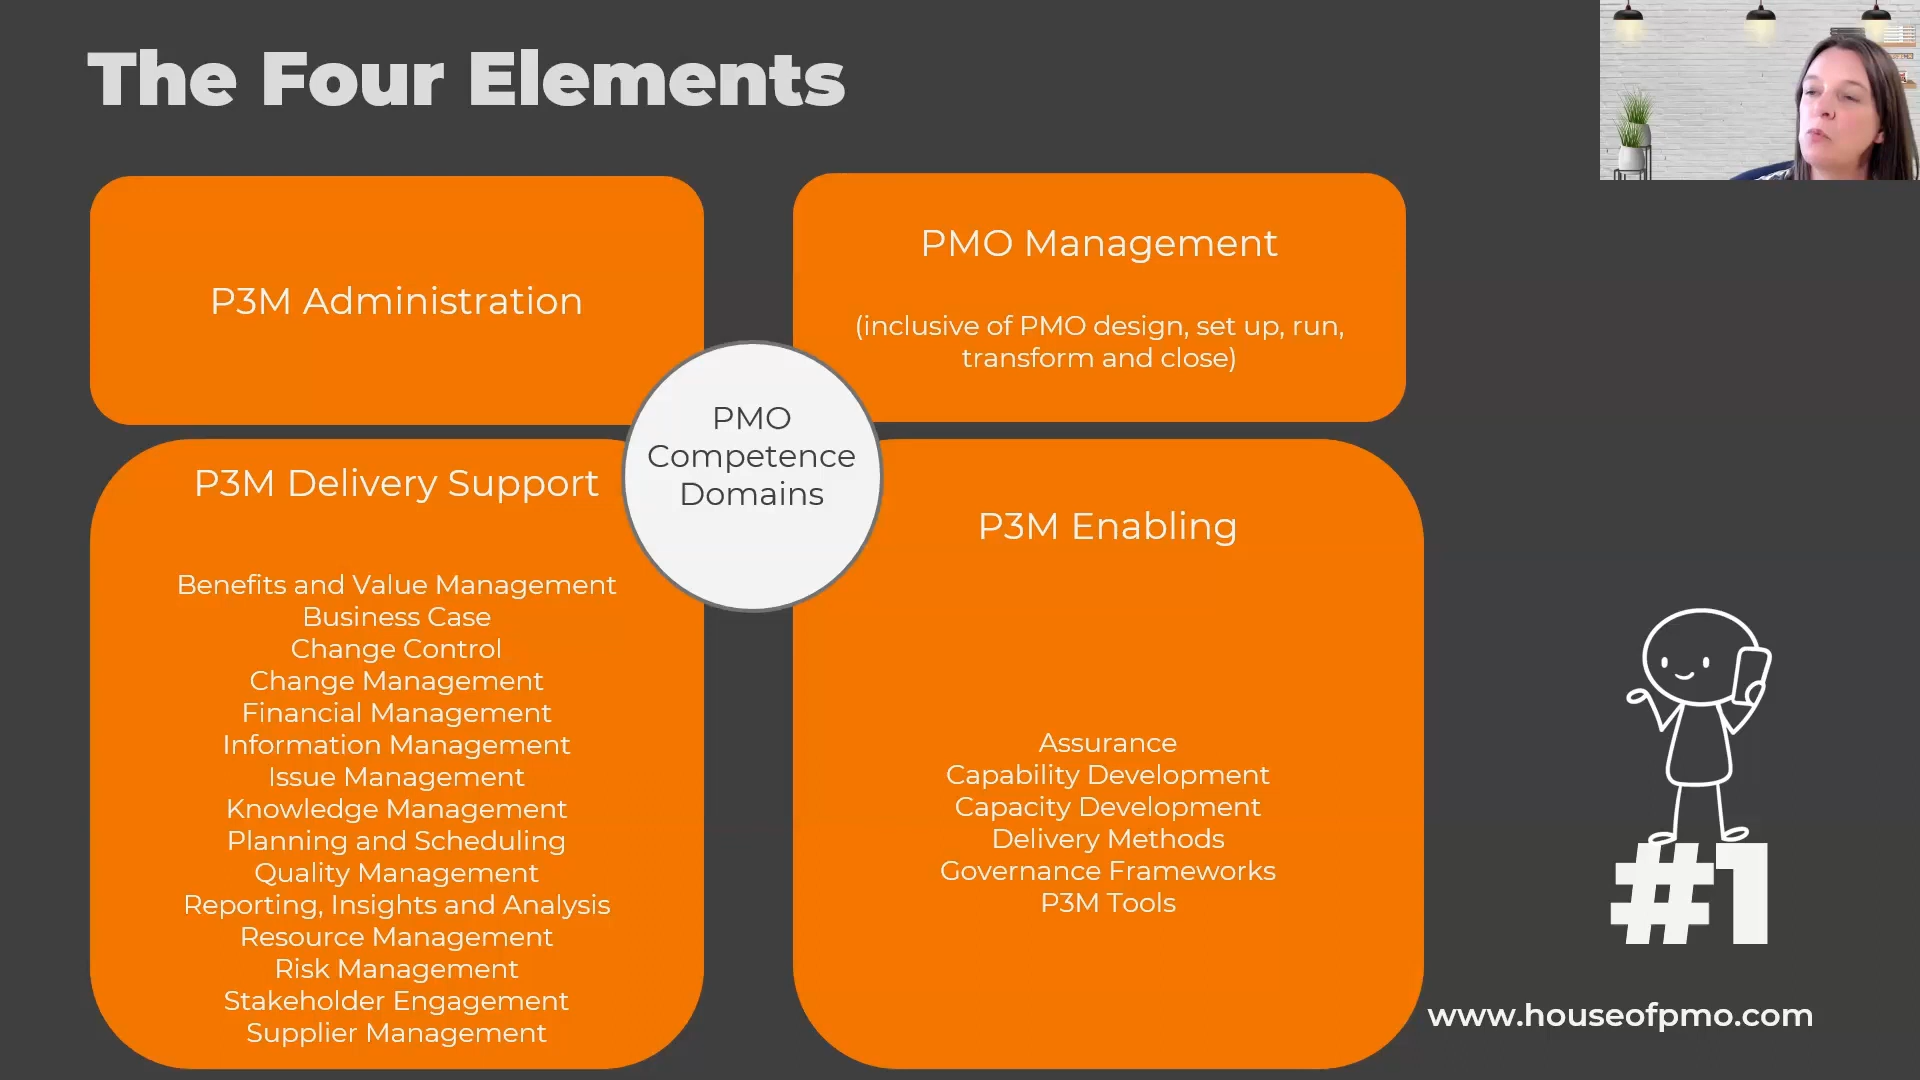 The Four Elements
P3M Administration
PMO Management
(inclusive of PMO design, set up, run,
transform and close)
PMO
Competence
Domains
P3M Delivery Support
Benefits and Value Management
Business Case
Change Control
Change Management
Financial Management
Information Management
Issue Management
Knowledge Management
Planning and Scheduling
Quality Management
Reporting, Insights and Analysis
Resource Management
Risk Management
Stakeholder Engagement
Supplier Management
P3M Enabling
Assurance
Capability Development
Capacity Development
Delivery Methods
Governance Frameworks
P3M Tools
#1
www.houseofpmo.com